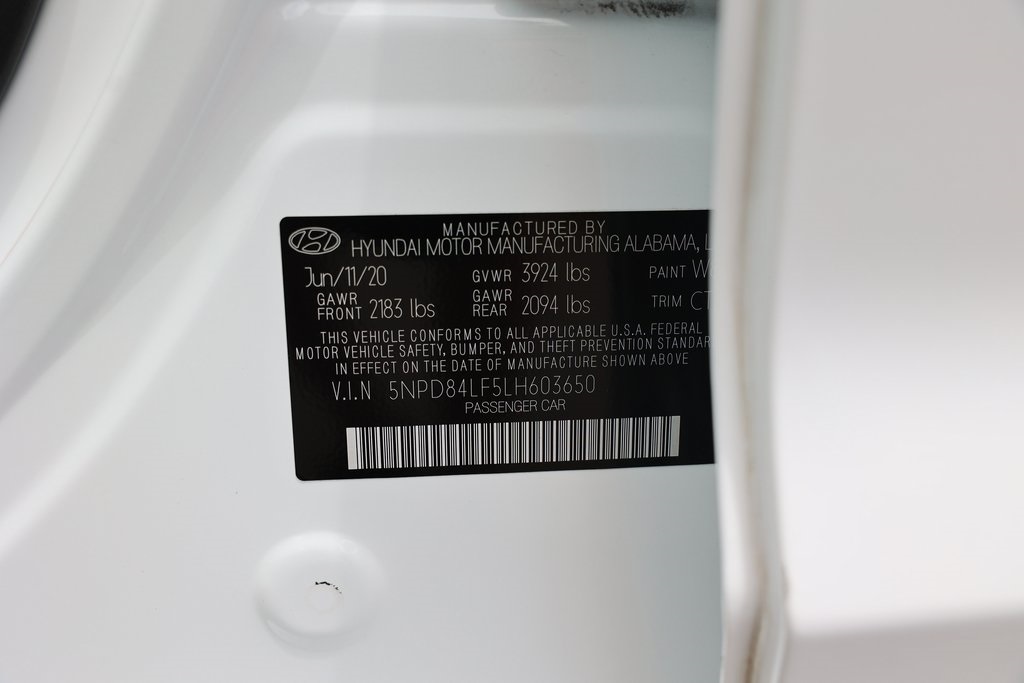 MANUFACTURED BY
HYUNDAI MOTOR MANUFACTURING ALABAMA, L
Jun/11/20 GVWR 3924 lbs PAINT W
GAWR FRONT 2183 lbs GAWR REAR 2094 lbs TRIM CT
THIS VEHICLE CONFORMS TO ALL APPLICABLE U.S.A. FEDERAL
MOTOR VEHICLE SAFETY, BUMPER, AND THEFT PREVENTION STANDAR
IN EFFECT ON THE DATE OF MANUFACTURE SHOWN ABOVE
V.I.N 5NPD84LF5LH603650
PASSENGER CAR